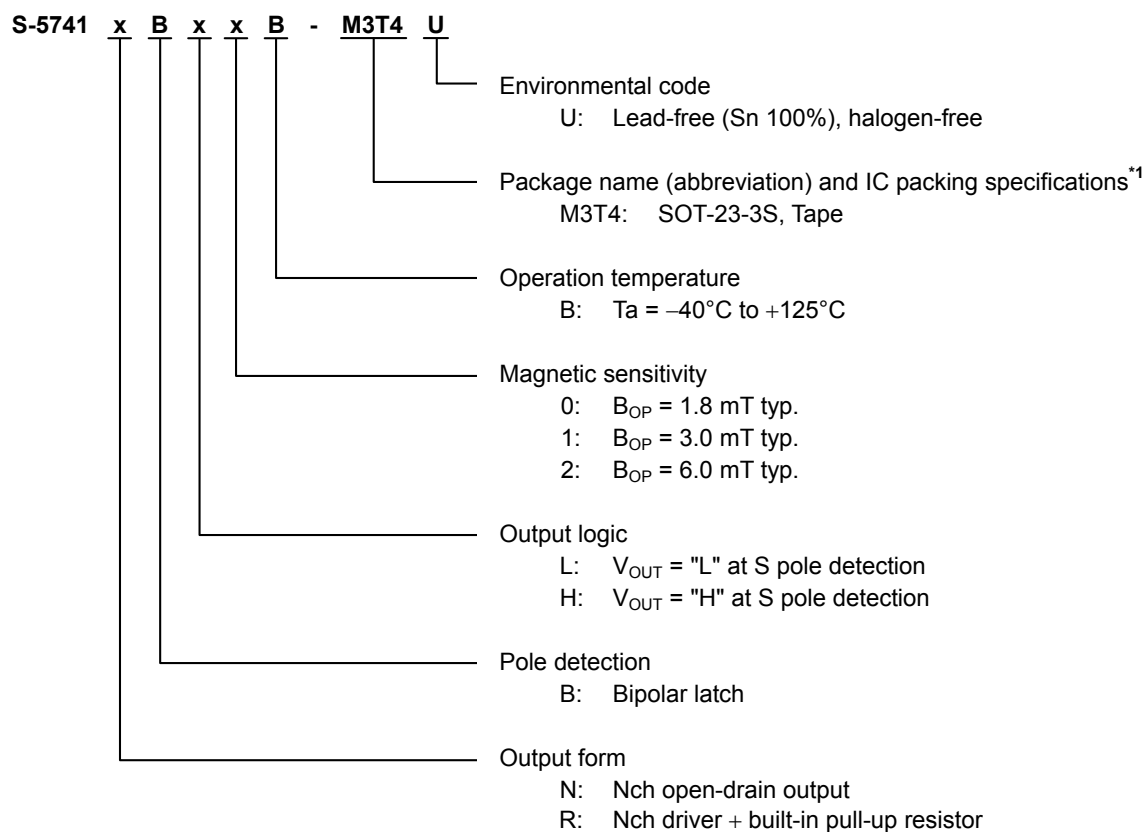 S-5741 x B x x B - M3T4 U
Environmental code
U: Lead-free (Sn 100%), halogen-free
Package name (abbreviation) and IC packing specifications*1
M3T4: SOT-23-3S, Tape
Operation temperature
B: Ta = −40°C to +125°C
Magnetic sensitivity
0: BOP = 1.8 mT typ.
1: BOP = 3.0 mT typ.
2: BOP = 6.0 mT typ.
Output logic
L: VOUT = "L" at S pole detection
H: VOUT = "H" at S pole detection
Pole detection
B: Bipolar latch
Output form
N: Nch open-drain output
R: Nch driver + built-in pull-up resistor